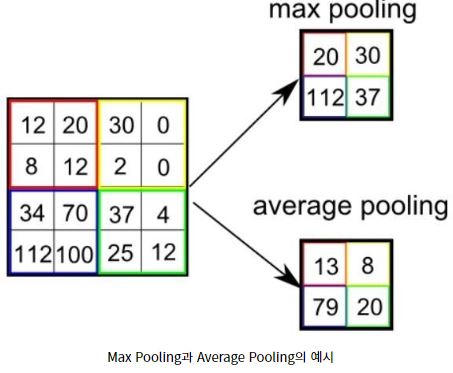 max pooling
20 30
112 37
12 20 30 0
8 12 2 0
34 70 37 4
112 100 25 12
average pooling
13 8
79 20
Max Pooling과 Average Pooling의 예시